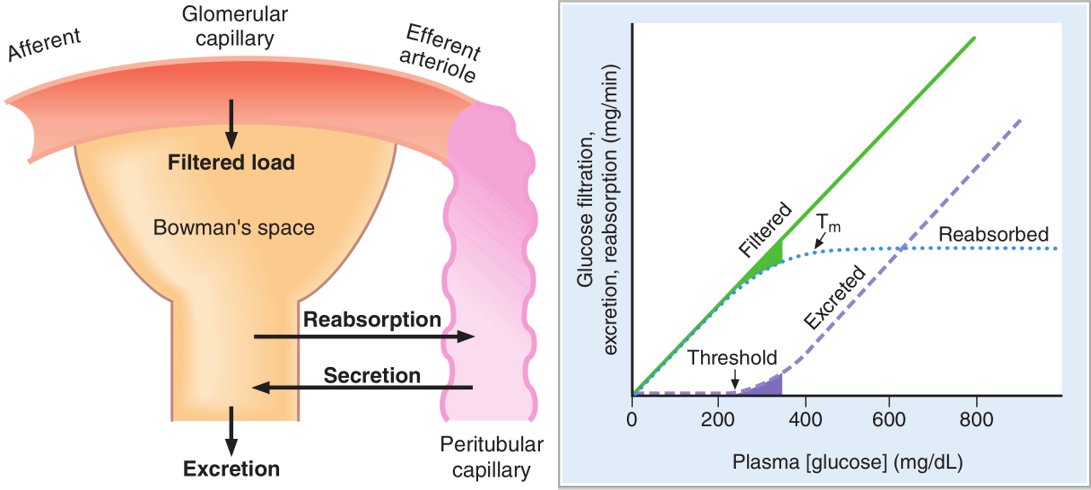 Afferent
Glomerular
capillary
Efferent
arteriole
Filtered load
Bowman's space
Reabsorption
Secretion
Excretion
Peritubular
capillary
Glucose filtration,
excretion, reabsorption (mg/min)
Filtered
Tm
Reabsorbed
Excreted
Threshold
0
200
400
600
800
Plasma [glucose] (mg/dL)